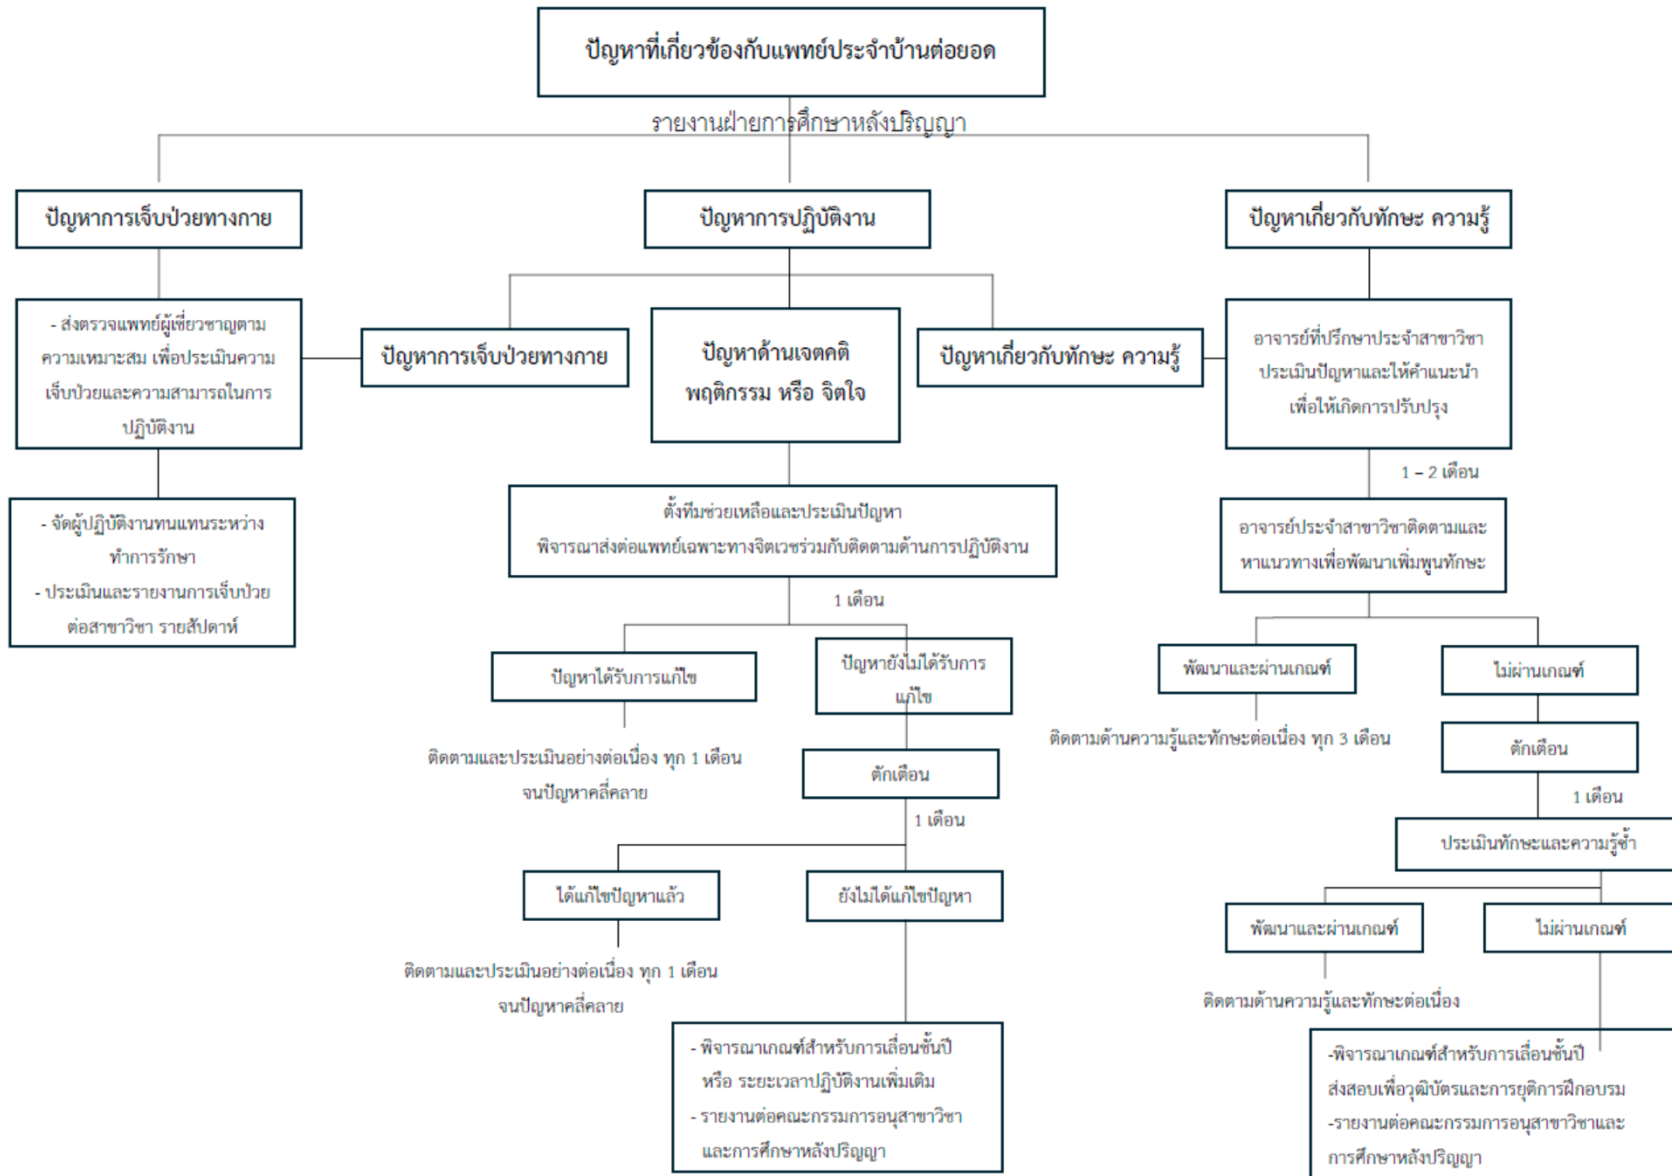 ปัญหาที่เกี่ยวข้องกับแพทย์ประจำบ้านต่อยอด
รายงานฝ่ายการศึกษาหลังปริญญา
ปัญหาการเจ็บป่วยทางกาย
ปัญหาการปฏิบัติงาน
ปัญหาเกี่ยวกับทักษะ ความรู้
- ส่งตรวจแพทย์ผู้เชี่ยวชาญตาม
ความเหมาะสม เพื่อประเมินความ
เจ็บป่วยและความสามารถในการ
ปฏิบัติงาน
ปัญหาการเจ็บป่วยทางกาย
ปัญหาด้านเจตคติ
พฤติกรรม หรือ จิตใจ
ปัญหาเกี่ยวกับทักษะ ความรู้
อาจารย์ที่ปรึกษาประจำสาขาวิชา
ประเมินปัญหาและให้คำแนะนำ
เพื่อให้เกิดการปรับปรุง
1 – 2 เดือน
- จัดผู้ปฏิบัติงานทนแทนระหว่าง
ทำการรักษา
- ประเมินและรายงานการเจ็บป่วย
ต่อสาขาวิชา รายสัปดาห์
ตั้งทีมช่วยเหลือและประเมินปัญหา
พิจารณาส่งต่อแพทย์เฉพาะทางจิตเวชร่วมกับติดตามด้านการปฏิบัติงาน
1 เดือน
อาจารย์ประจำสาขาวิชาติดตามและ
หาแนวทางเพื่อพัฒนาเพิ่มพูนทักษะ
ปัญหาได้รับการแก้ไข
ปัญหายังไม่ได้รับการ
แก้ไข
พัฒนาและผ่านเกณฑ์
ไม่ผ่านเกณฑ์
ติดตามและประเมินอย่างต่อเนื่อง ทุก 1 เดือน
จนปัญหาคลี่คลาย
ตักเตือน
1 เดือน
ติดตามด้านความรู้และทักษะต่อเนื่อง ทุก 3 เดือน
ตักเตือน
1 เดือน
ประเมินทักษะและความรู้ซ้ำ
ได้แก้ไขปัญหาแล้ว
ยังไม่ได้แก้ไขปัญหา
พัฒนาและผ่านเกณฑ์
ไม่ผ่านเกณฑ์
ติดตามและประเมินอย่างต่อเนื่อง ทุก 1 เดือน
จนปัญหาคลี่คลาย
ติดตามด้านความรู้และทักษะต่อเนื่อง
- พิจารณาเกณฑ์สำหรับการเลื่อนชั้นปี
หรือ ระยะเวลาปฏิบัติงานเพิ่มเติม
- รายงานต่อคณะกรรมการอนุสาขาวิชา
และการศึกษาหลังปริญญา
-พิจารณาเกณฑ์สำหรับการเลื่อนชั้นปี
ส่งสอบเพื่อวุฒิบัตรและการยุติการฝึกอบรม
-รายงานต่อคณะกรรมการอนุสาขาวิชาและ
การศึกษาหลังปริญญา